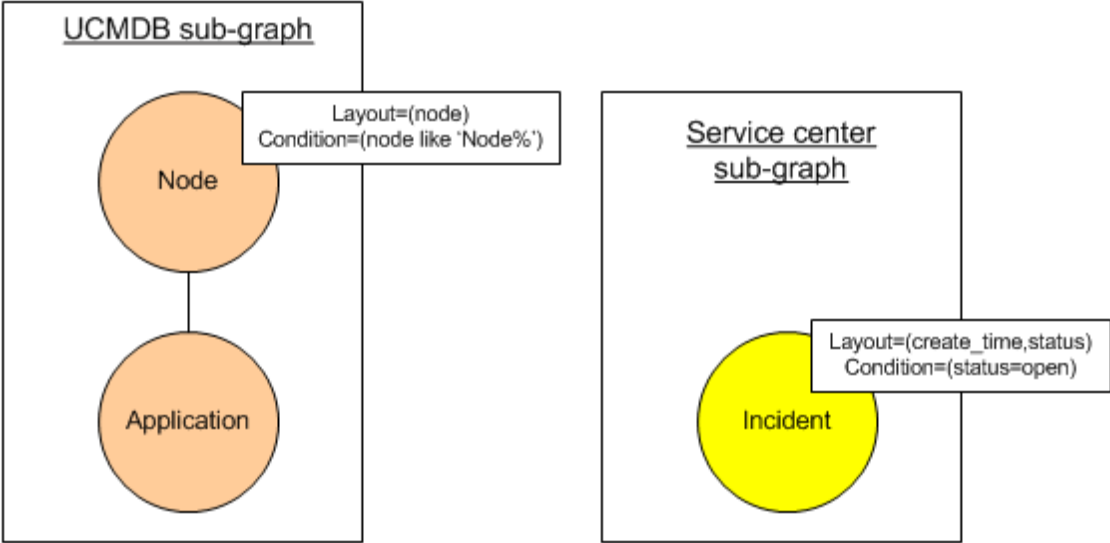 UCMDB sub-graph
Layout=(node)
Condition=(node like ‘Node%’)
Node
Application
Service center
sub-graph
Layout=(create_time,status)
Condition=(status=open)
Incident